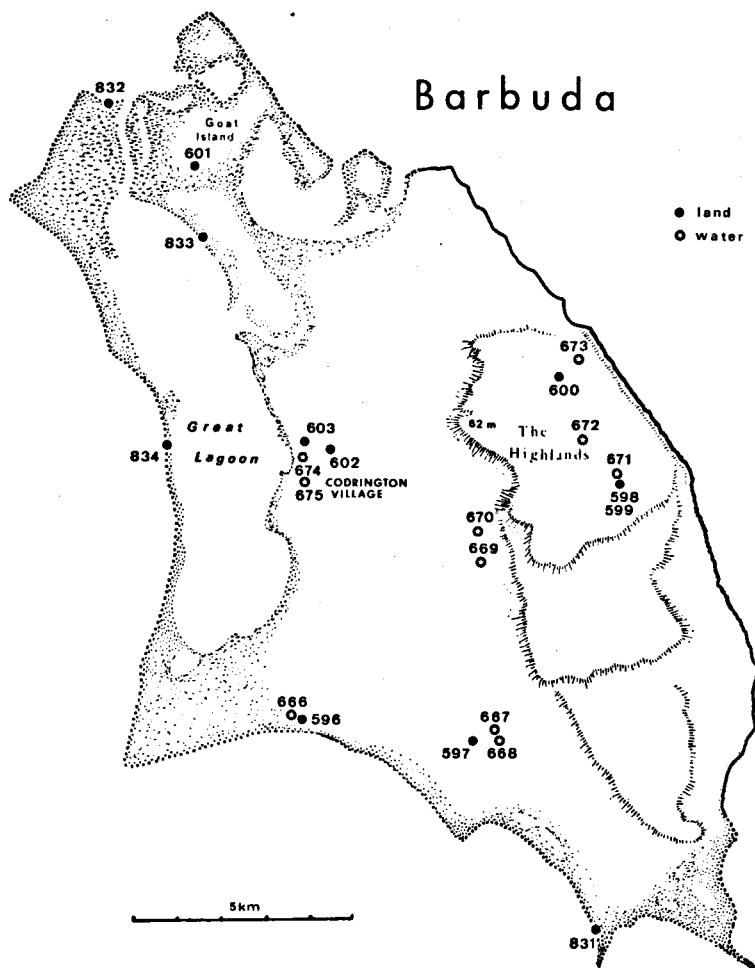 Barbuda
832
Goat
Island
601
land
water
833
673
600
62 m
The
Highlands
672
Great
Lagoon
834
603
602
674
675
CODRINGTON
VILLAGE
671
598
599
670
669
666
596
667
597
668
5km
831